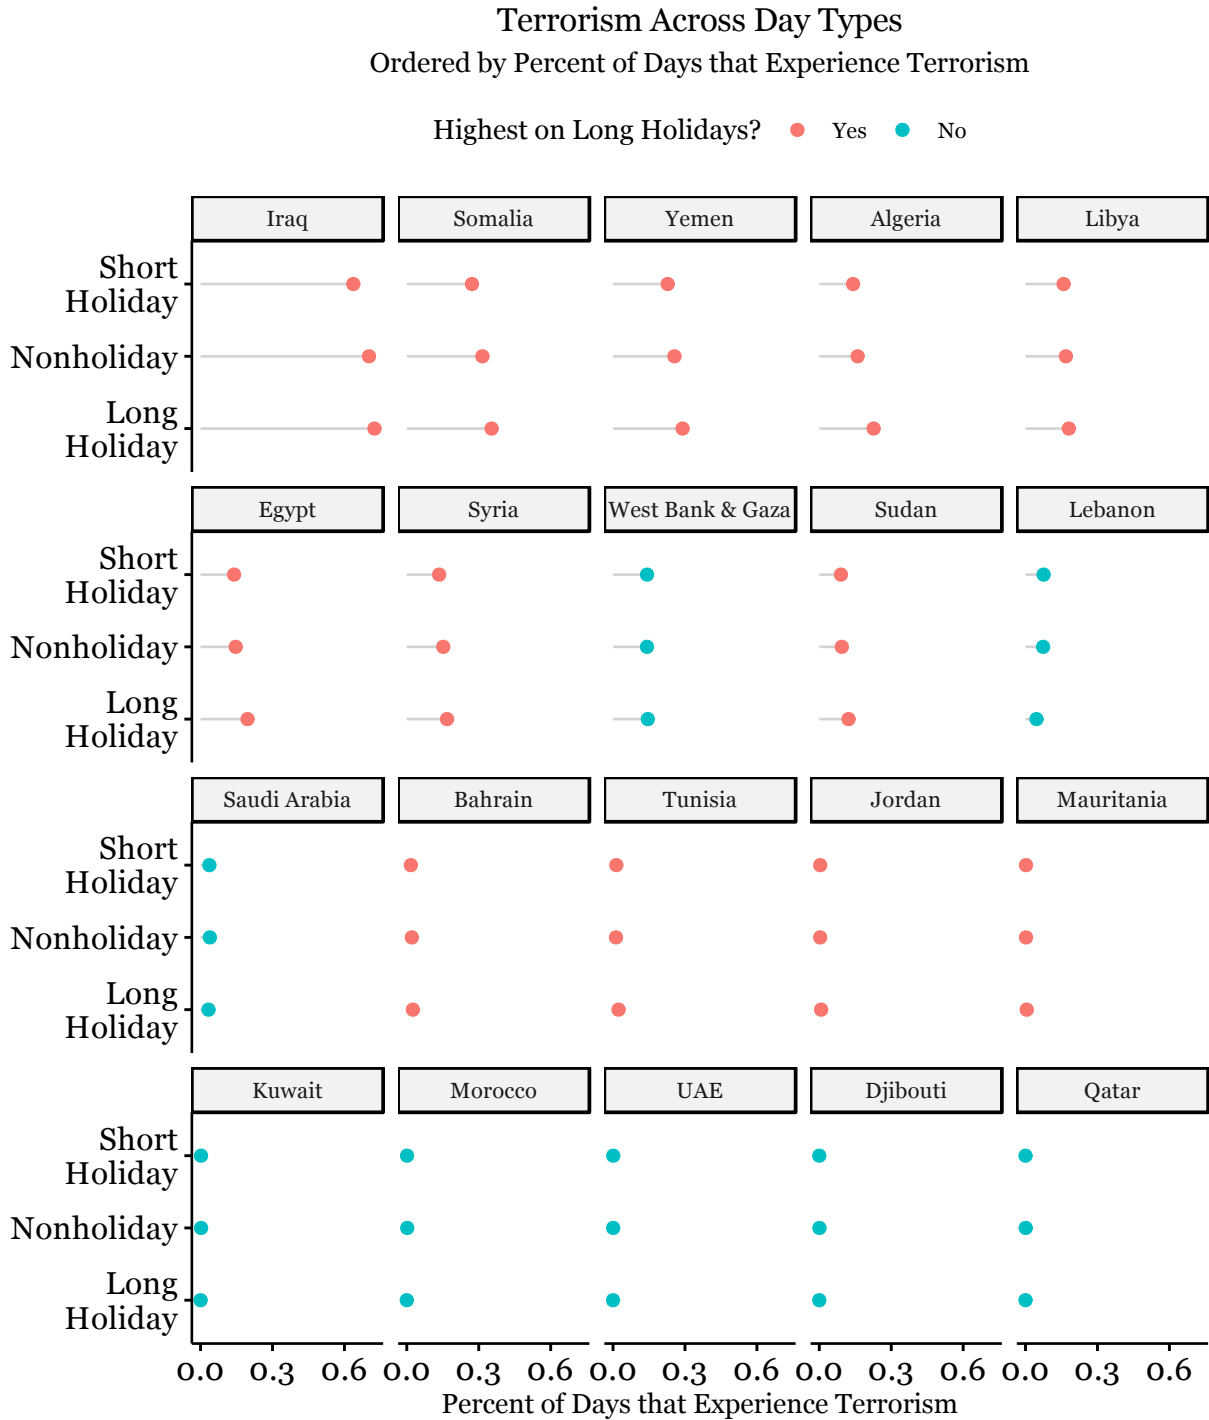 Terrorism Across Day Types
Ordered by Percent of Days that Experience Terrorism
Highest on Long Holidays? Yes No
Iraq Somalia Yemen Algeria Libya
Short
Holiday
Nonholiday
Long
Holiday
Egypt Syria West Bank & Gaza Sudan Lebanon
Short
Holiday
Nonholiday
Long
Holiday
Saudi Arabia Bahrain Tunisia Jordan Mauritania
Short
Holiday
Nonholiday
Long
Holiday
Kuwait Morocco UAE Djibouti Qatar
Short
Holiday
Nonholiday
Long
Holiday
0.0 0.3 0.6 0.0 0.3 0.6 0.0 0.3 0.6 0.0 0.3 0.6 0.0 0.3 0.6
Percent of Days that Experience Terrorism